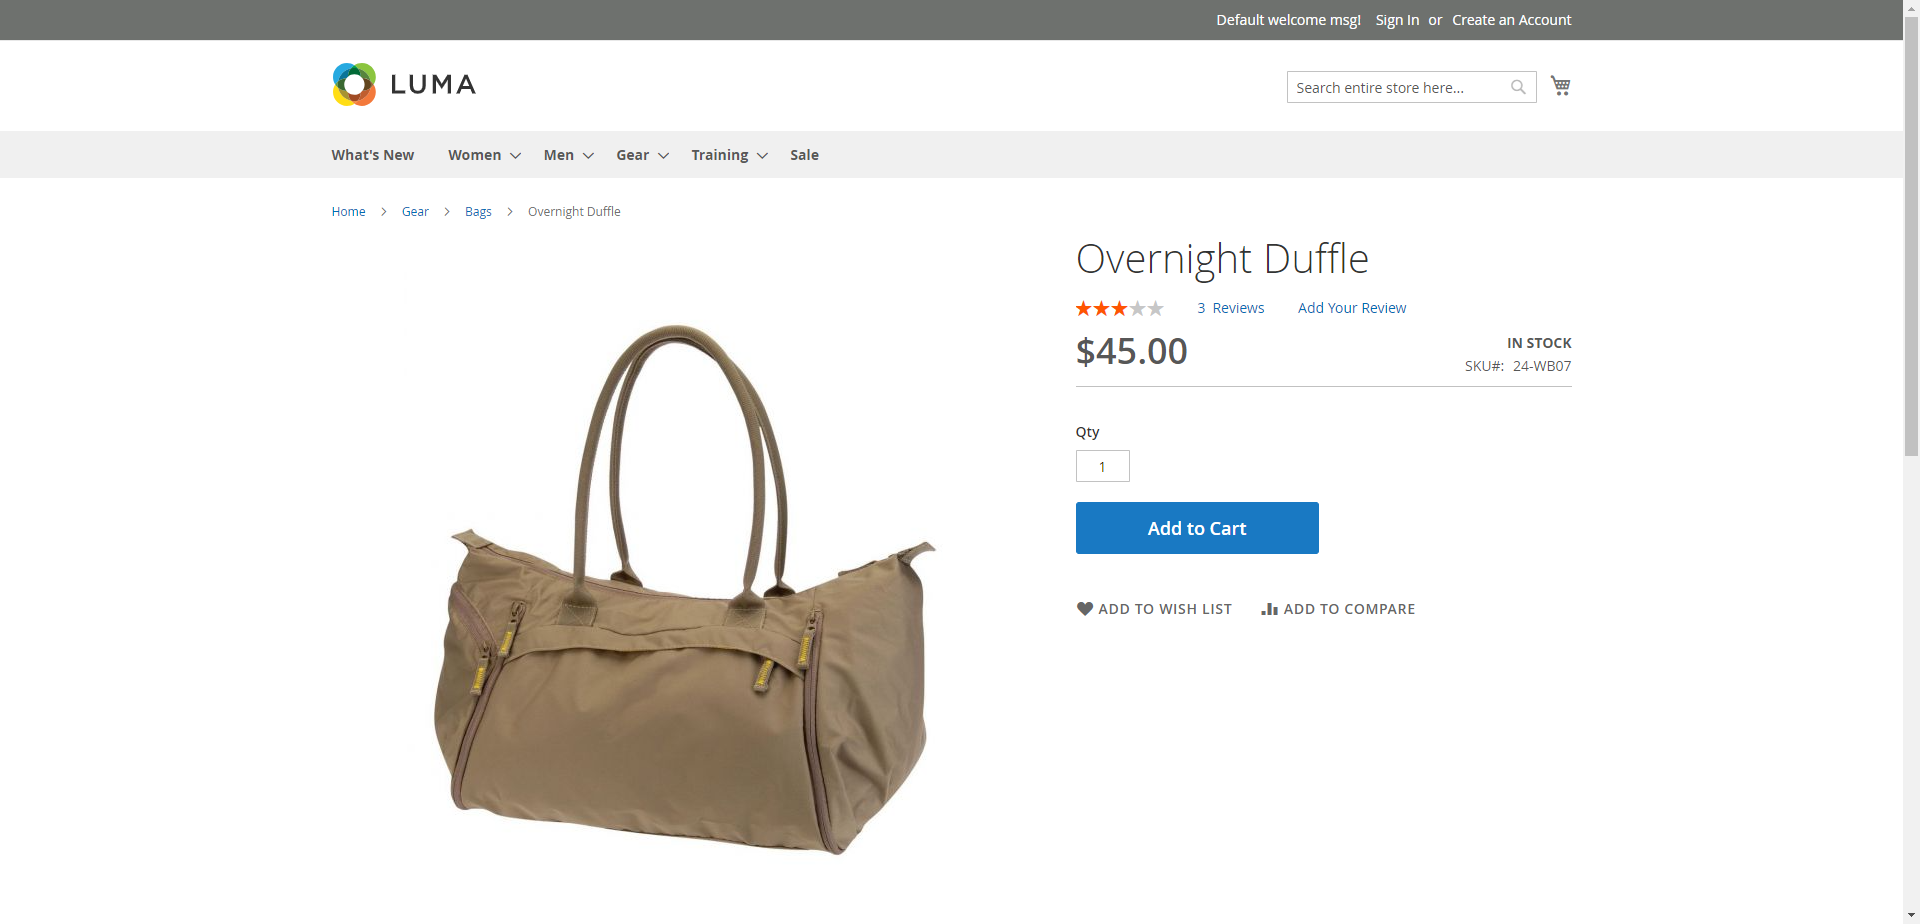 Default welcome msg! Sign In or Create an Account
LUMA
Search entire store here...
What's New Women Men Gear Training Sale
Home > Gear > Bags > Overnight Duffle
Overnight Duffle
3 Reviews Add Your Review
$45.00
IN STOCK
SKU#: 24-WB07
Qty
1
Add to Cart
ADD TO WISH LIST ADD TO COMPARE